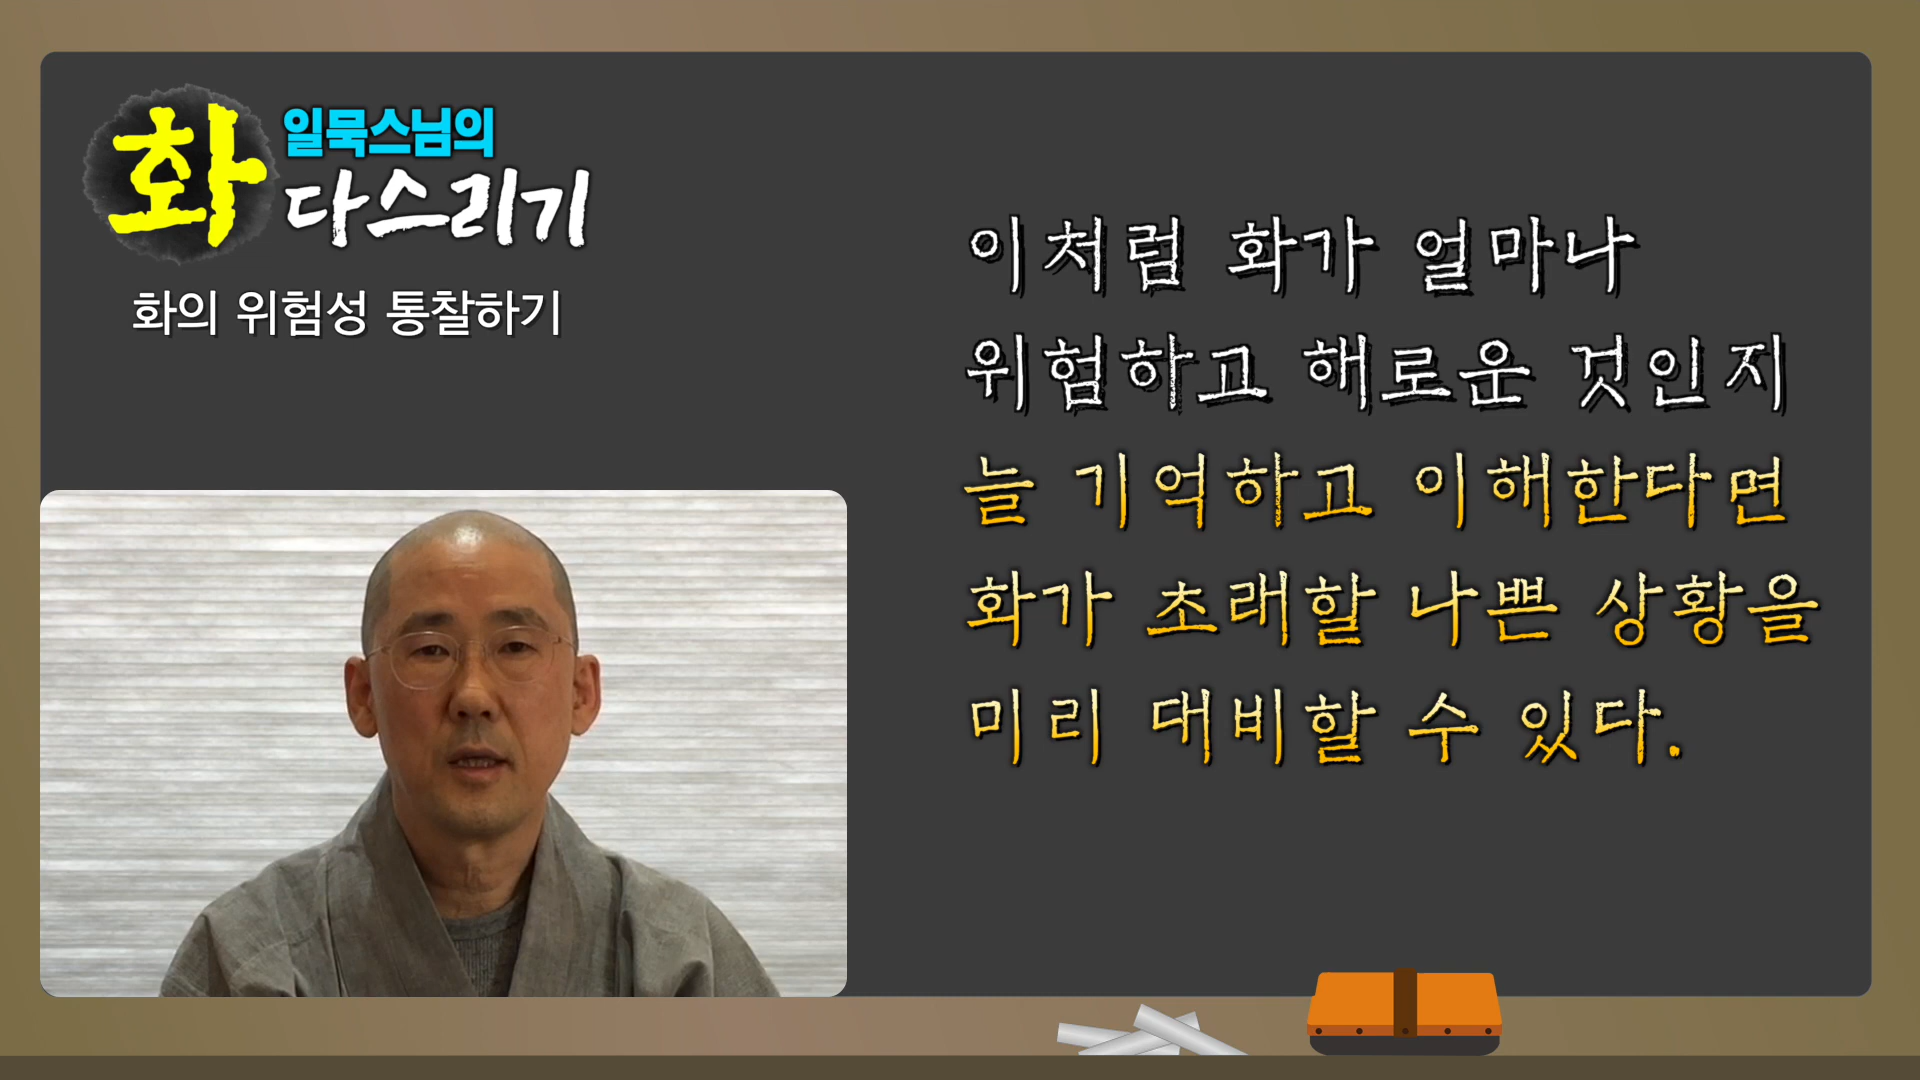 화
일묵스님의
다스리기
화의 위험성 통찰하기
이처럼 화가 얼마나
위험하고 해로운 것인지
늘 기억하고 이해한다면
화가 초래할 나쁜 상황을
미리 대비할 수 있다.